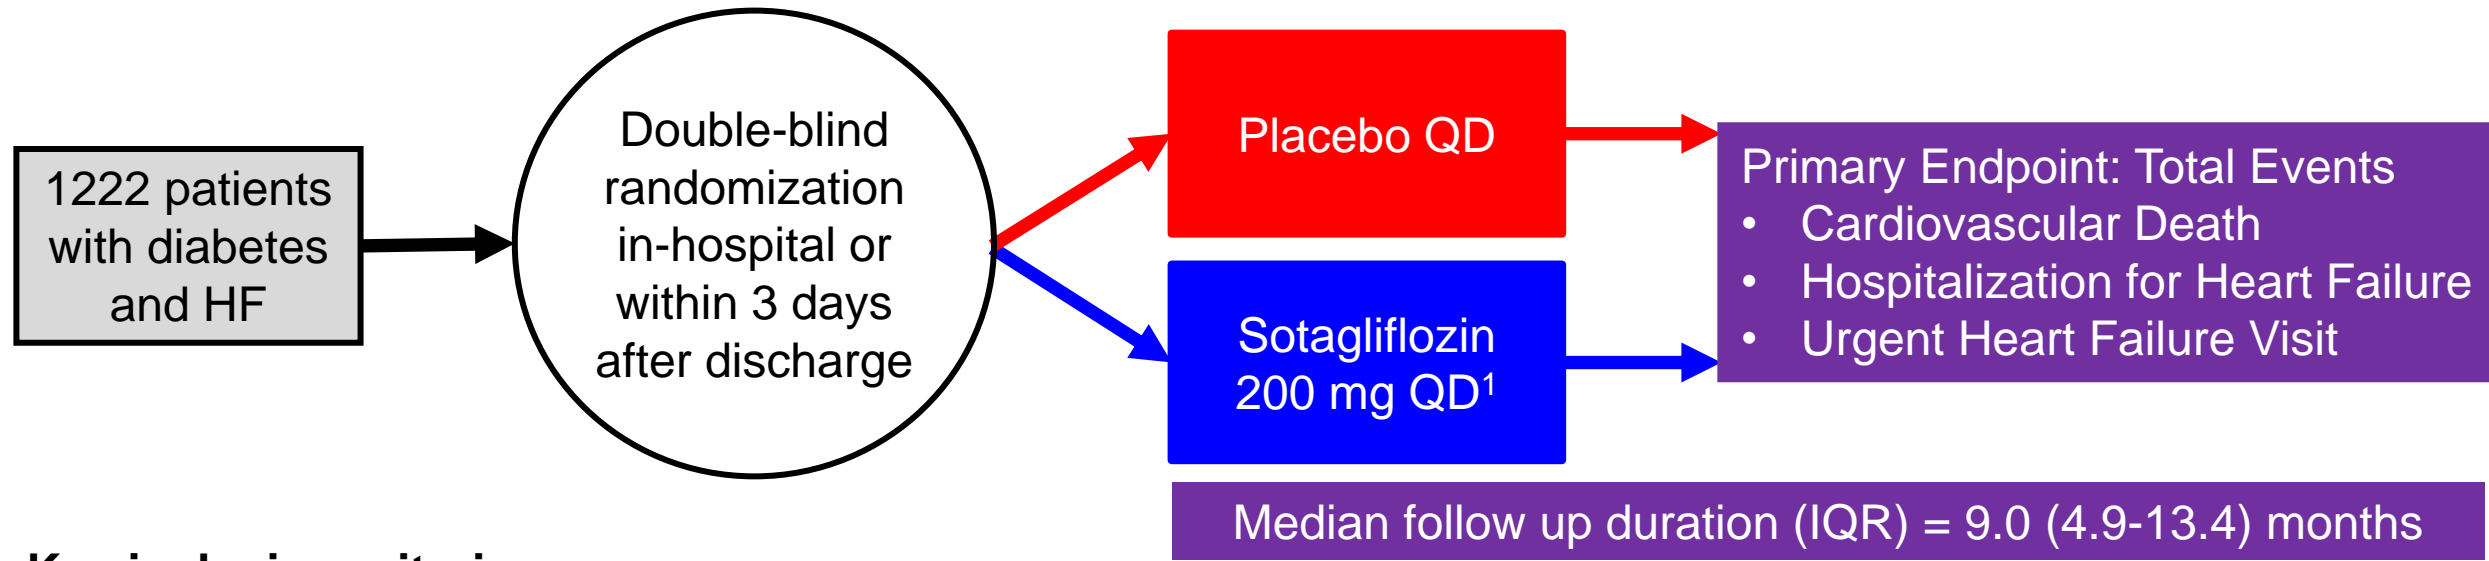 1222 patients
with diabetes
and HF
Double-blind
randomization
in-hospital or
within 3 days
after discharge
Placebo QD
Sotagliflozin
200 mg QD¹
Primary Endpoint: Total Events
• Cardiovascular Death
• Hospitalization for Heart Failure
• Urgent Heart Failure Visit
Median follow up duration (IQR) = 9.0 (4.9-13.4) months